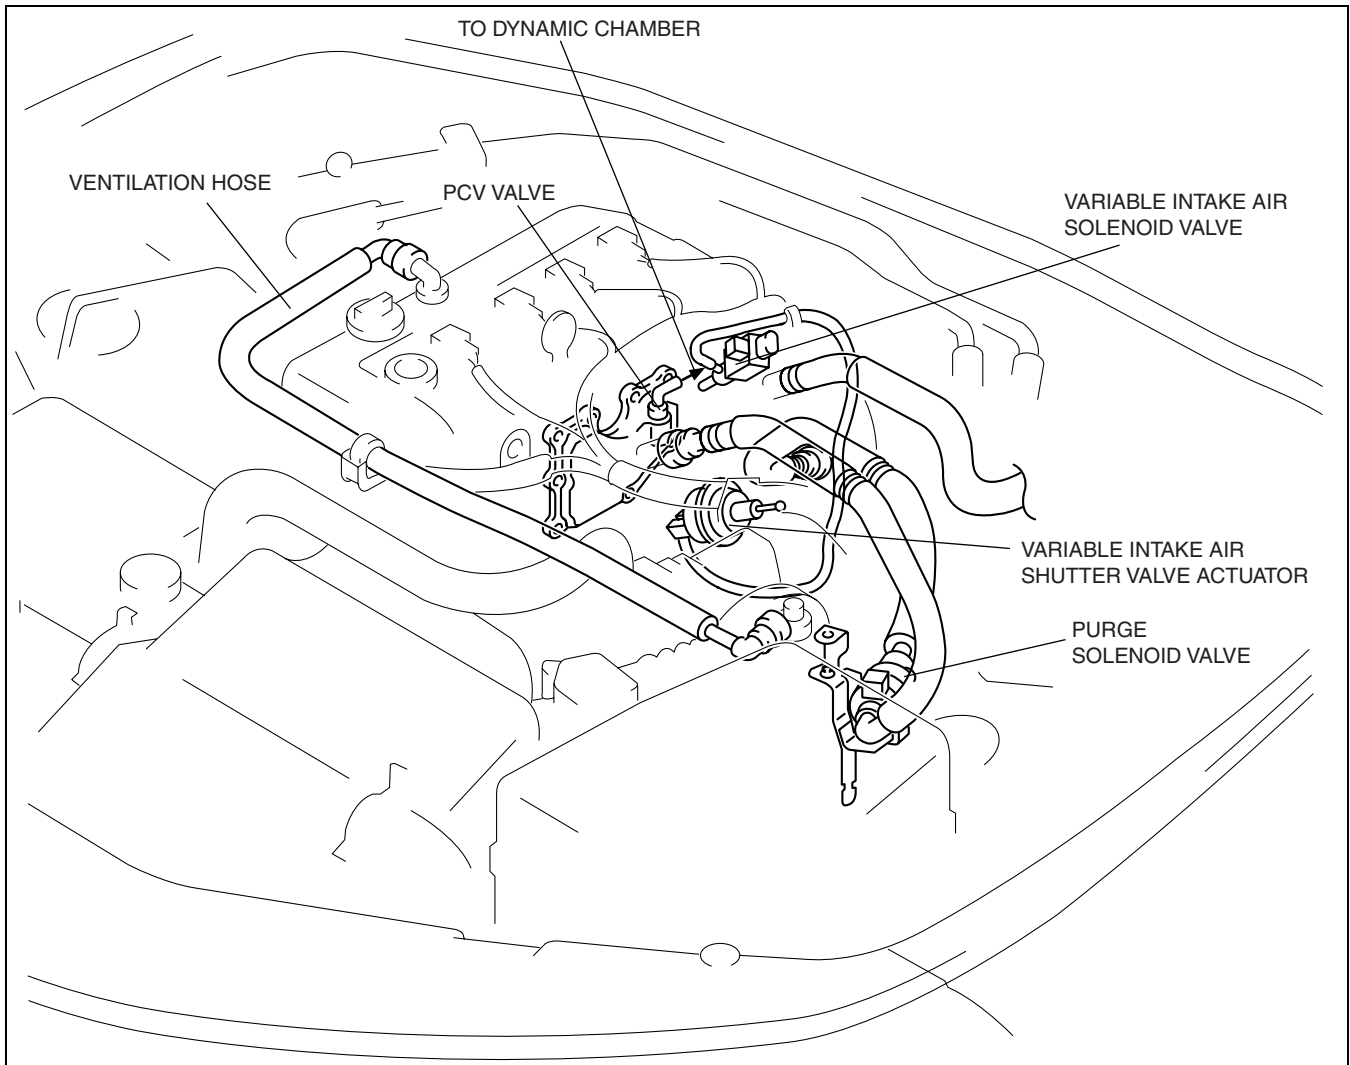 TO DYNAMIC CHAMBER
VENTILATION HOSE
PCV VALVE
VARIABLE INTAKE AIR
SOLENOID VALVE
VARIABLE INTAKE AIR
SHUTTER VALVE ACTUATOR
PURGE
SOLENOID VALVE